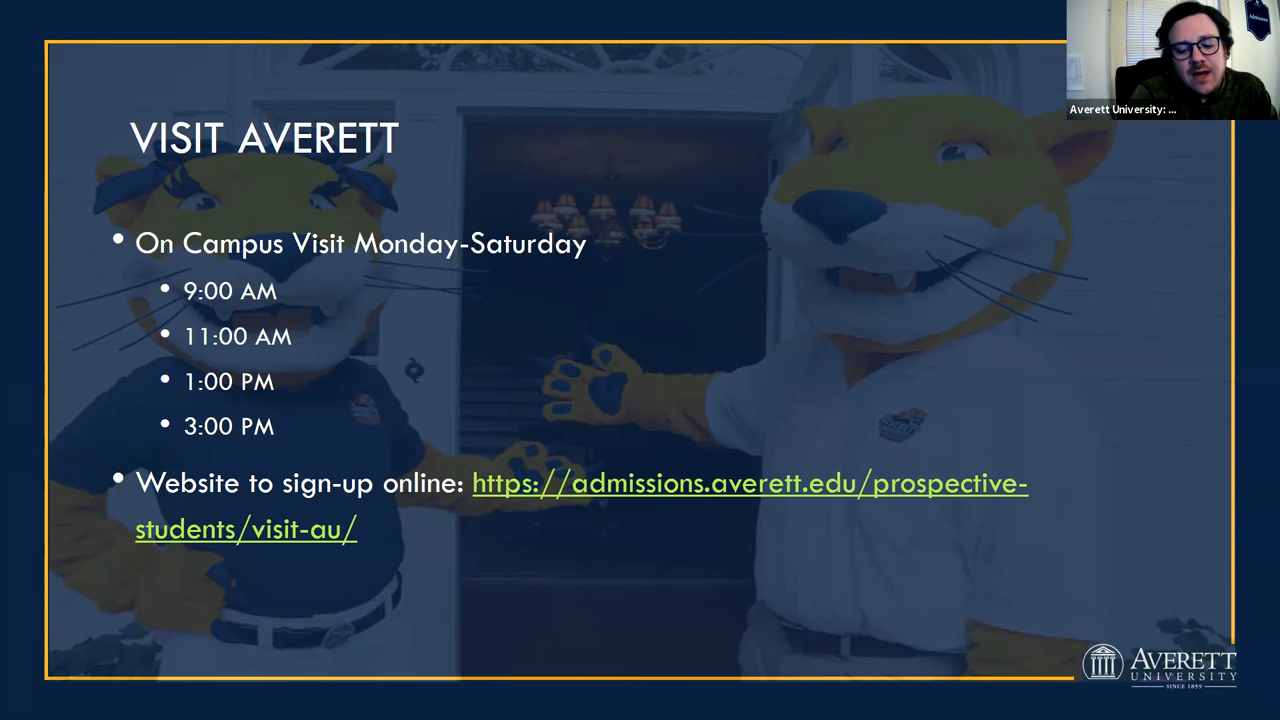 Admissions
Averett University: ...
VISIT AVERETT
• On Campus Visit Monday-Saturday
• 9:00 AM
• 11:00 AM
• 1:00 PM
• 3:00 PM
• Website to sign-up online: https://admissions.averett.edu/prospective-
students/visit-au/
AVERETT
UNIVERSITY
SINCE 1859